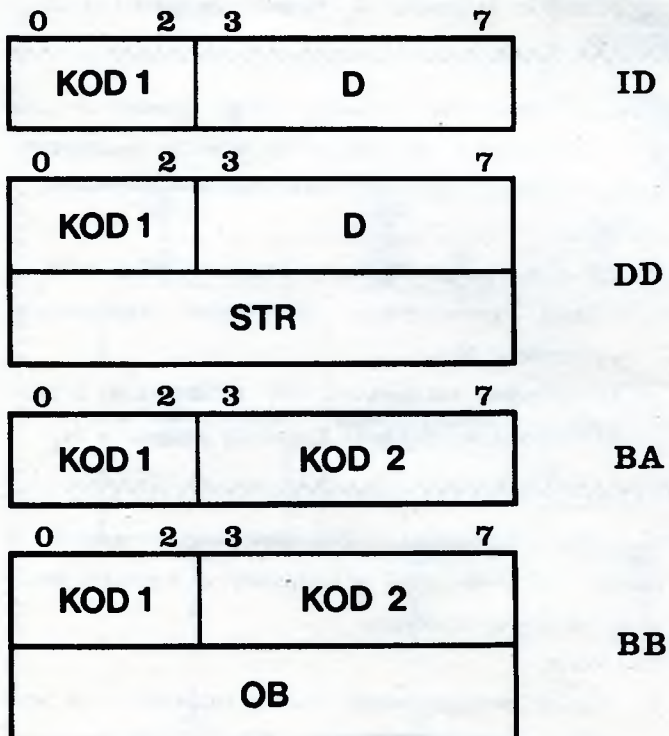 0 2 3 7
KOD 1 D ID
0 2 3 7
KOD 1 D
DD
STR
0 2 3 7
KOD 1 KOD 2 BA
0 2 3 7
KOD 1 KOD 2
BB
OB